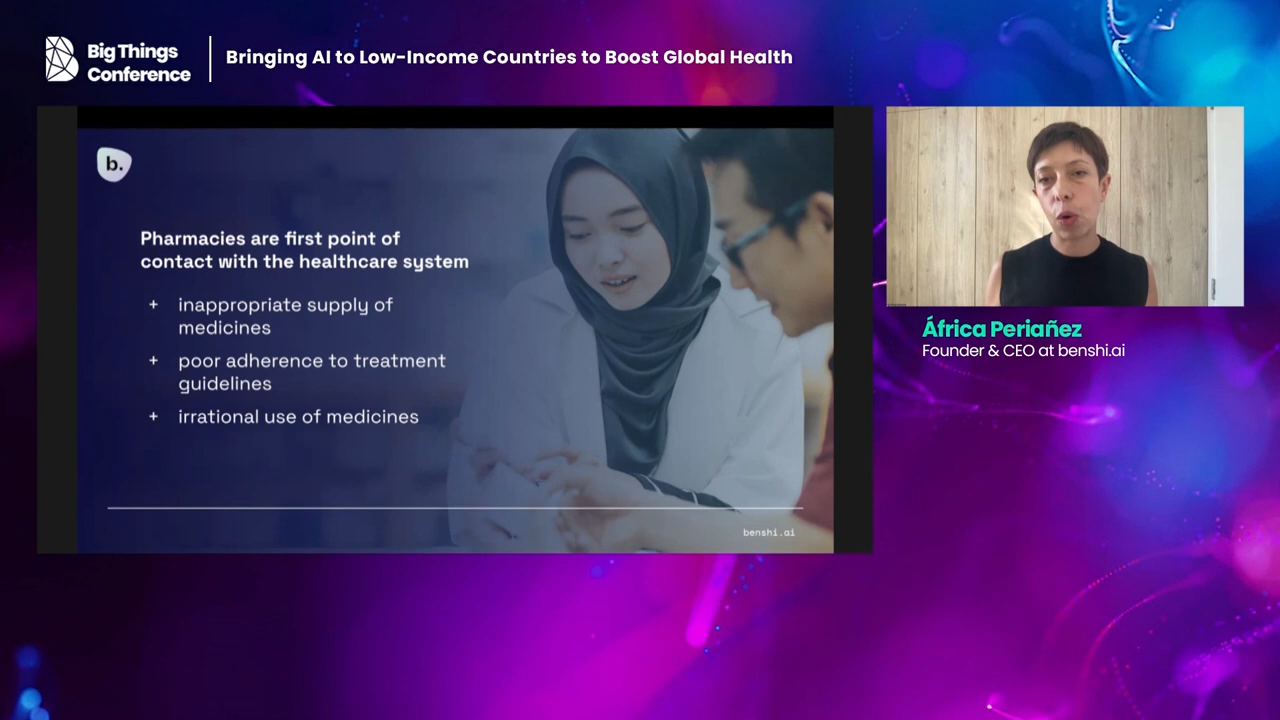 Big Things
Conference
Bringing AI to Low-Income Countries to Boost Global Health
b.
Pharmacies are first point of
contact with the healthcare system
+ inappropriate supply of
medicines
+ poor adherence to treatment
guidelines
+ irrational use of medicines
benshi.ai
África Periañez
Founder & CEO at benshi.ai